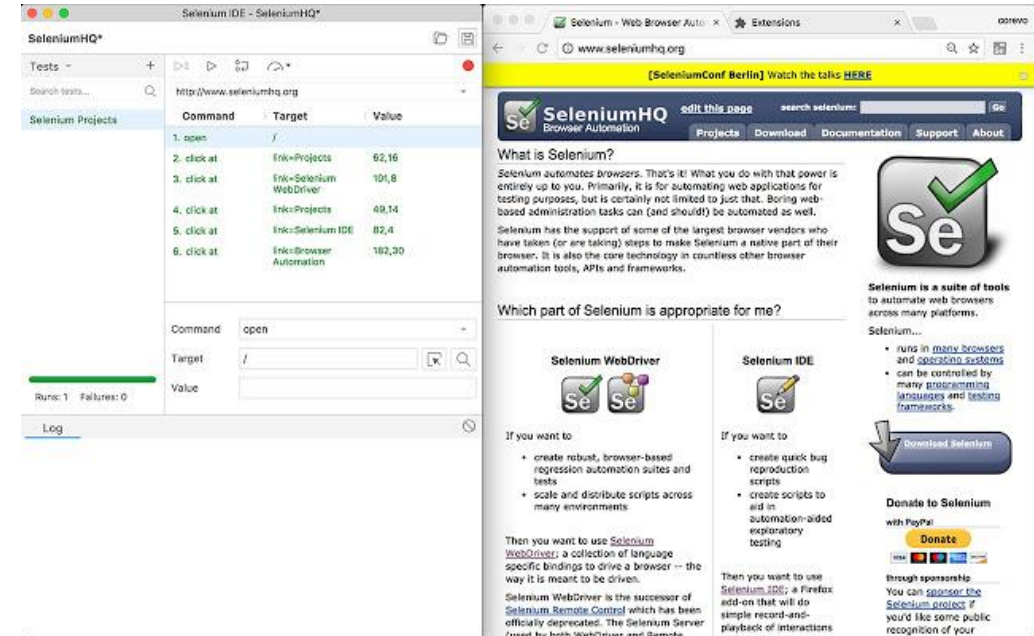 Selenium IDE - SeleniumHQ*
SeleniumHQ*
Tests
+
Search tests...
Selenium Projects
Runs: 1 Failures: 0
http://www.seleniumhq.org
Command Target Value
1. open /
2. click at link=Projects 62,16
3. click at link=Selenium WebDriver 101,8
4. click at link=Projects 49,14
5. click at link=Selenium IDE 82,4
6. click at link=Browser Automation 182,30
Command open
Target /
Value
Log
Selenium - Web Browser Auto ×
Extensions ×
corevo
www.seleniumhq.org
[SeleniumConf Berlin] Watch the talks HERE
Se
SeleniumHQ
Browser Automation
edit this page
search selenium:
Go
Projects Download Documentation Support About
What is Selenium?
Selenium automates browsers. That's it! What you do with that power is
entirely up to you. Primarily, it is for automating web applications for
testing purposes, but is certainly not limited to just that. Boring web-
based administration tasks can (and should!) be automated as well.
Selenium has the support of some of the largest browser vendors who
have taken (or are taking) steps to make Selenium a native part of their
browser. It is also the core technology in countless other browser
automation tools, APIs and frameworks.
Which part of Selenium is appropriate for me?
Selenium WebDriver
Se Se
If you want to
• create robust, browser-based
regression automation suites and
tests
• scale and distribute scripts across
many environments
Then you want to use Selenium
WebDriver; a collection of language
specific bindings to drive a browser -- the
way it is meant to be driven.
Selenium WebDriver is the successor of
Selenium Remote Control which has been
officially deprecated. The Selenium Server
(used by both WebDriver and Remote
Selenium IDE
Se
If you want to
• create quick bug
reproduction
scripts
• create scripts to
aid in
automation-aided
exploratory
testing
Then you want to use
Selenium IDE; a Firefox
add-on that will do
simple record-and-
playback of interactions
Se
Selenium is a suite of tools
to automate web browsers
across many platforms.
Selenium...
• runs in many browsers
and operating systems
• can be controlled by
many programming
languages and testing
frameworks.
Download Selenium
Donate to Selenium
with PayPal
Donate
VISA
through sponsorship
You can sponsor the
Selenium project if
you'd like some public
recognition of your